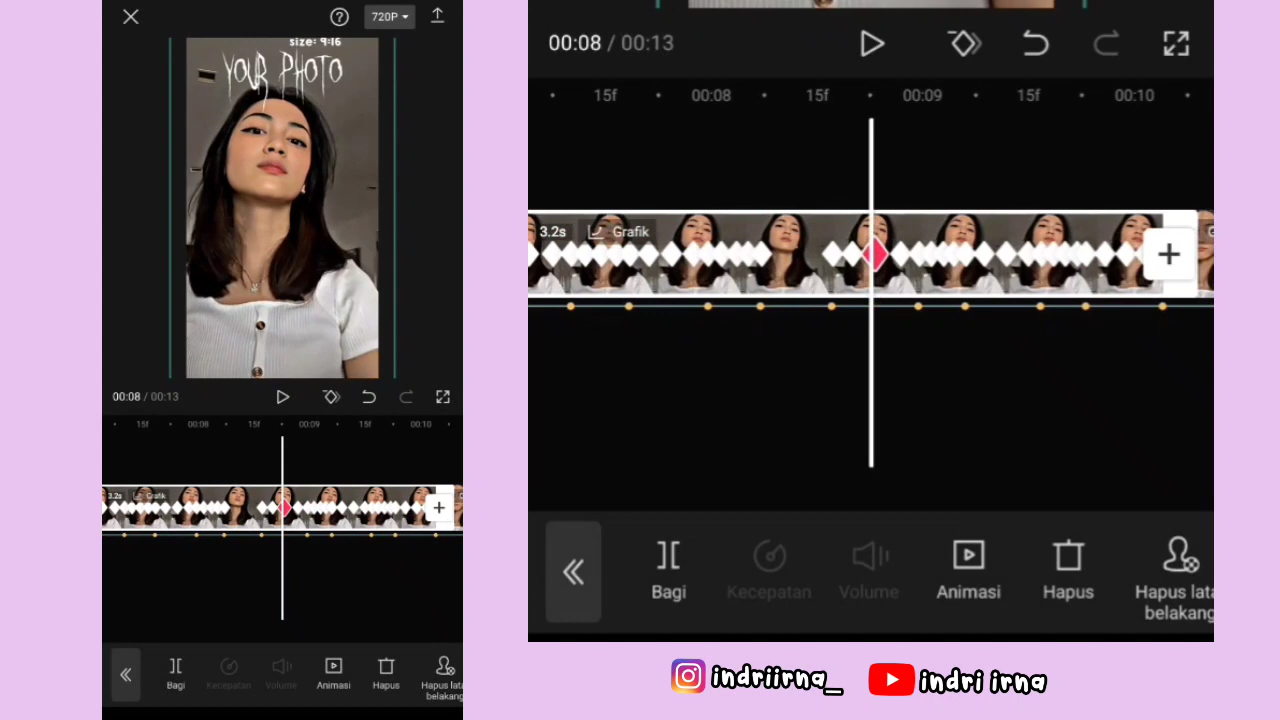 720P
size: 9:16
YOUR PHOTO
00:08 / 00:13
15f 00:08 15f 00:09 15f 00:10
3.2s Grafik
Bagi Kecepatan Volume Animasi Hapus Hapus lata
belakang
00:08 / 00:13
15f 00:08 15f 00:09 15f 00:10
3.2s Grafik
Bagi Kecepatan Volume Animasi Hapus Hapus lata
belakang
indriirna_ indri irna